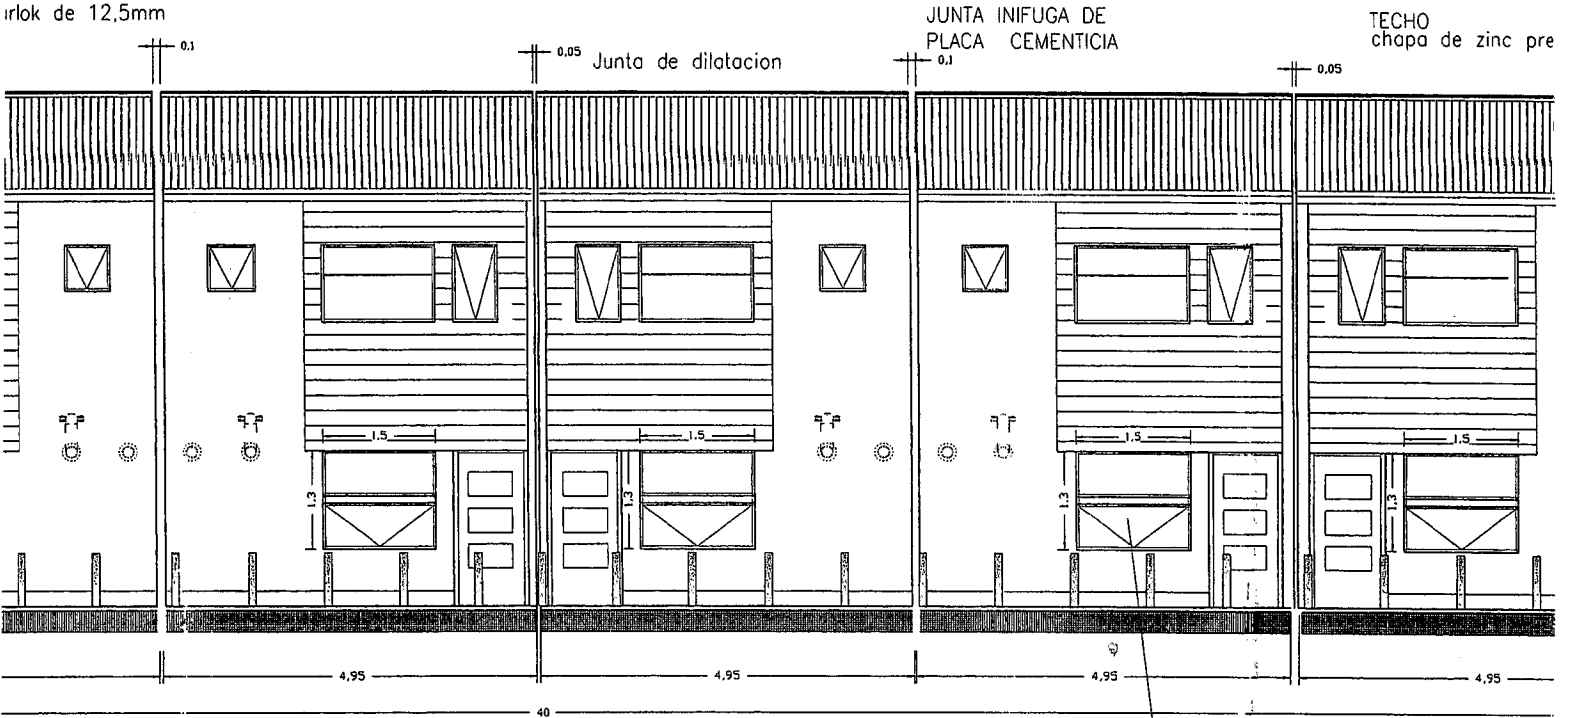 urlok de 12,5mm
JUNTA INIFUGA DE
PLACA CEMENTICIA
TECHO
chapa de zinc pre
0.1
0,05
Junta de dilatacion
0,1
0,05
1,5
1,5
1,5
1,5
1,3
1,3
1,3
1,3
4,95
4,95
4,95
4,95
40